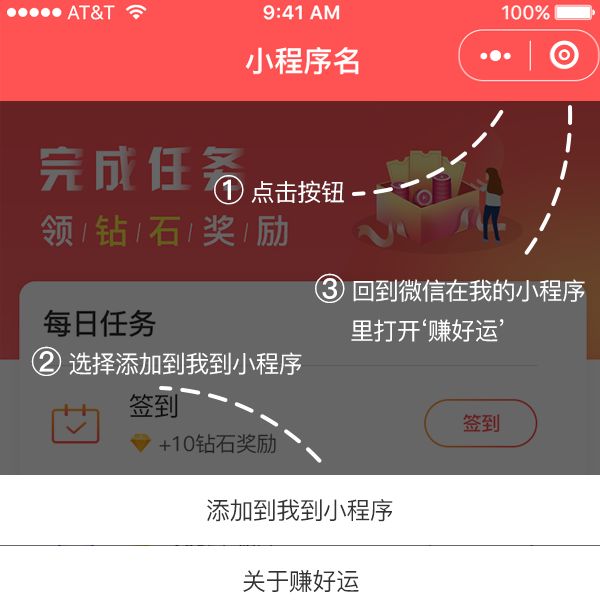 AT&T 9:41 AM 100%
小程序名
完成任务
① 点击按钮
领/钻/石/奖/励
③ 回到微信在我的小程序
里打开‘赚好运’
每日任务
② 选择添加到我到小程序
签到
+10钻石奖励
签到
添加到我到小程序
关于赚好运